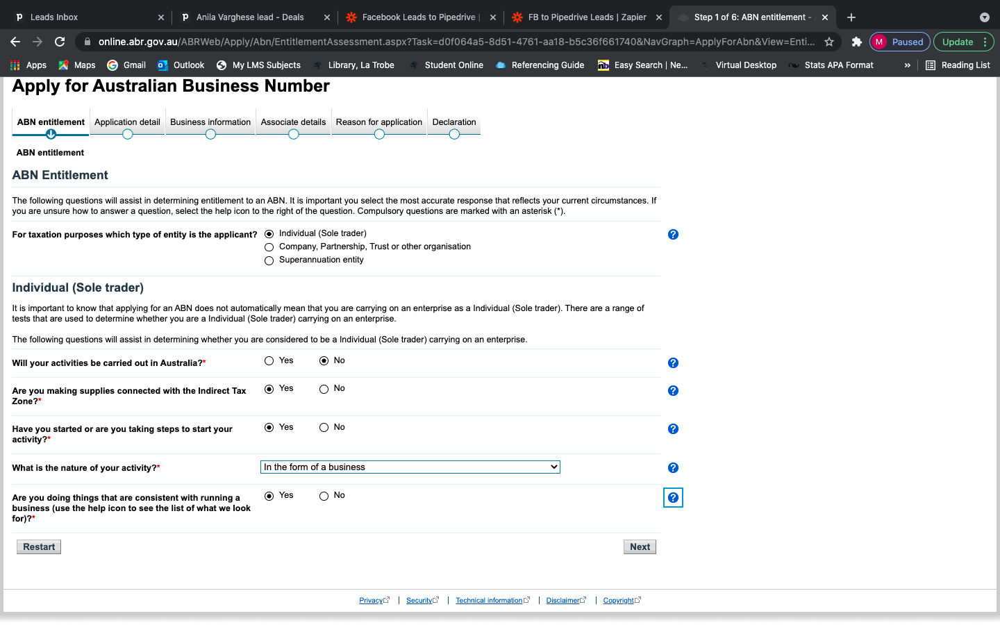 Leads Inbox
Anila Varghese lead - Deals
Facebook Leads to Pipedrive |
FB to Pipedrive Leads | Zapier
Step 1 of 6: ABN entitlement -
online.abr.gov.au/ABRWeb/Apply/Abn/EntitlementAssessment.aspx?Task=d0f064a5-8d51-4761-aa18-b5c36f661740&NavGraph=ApplyForAbn&View=Enti...
M Paused
Update
Apps Maps Gmail Outlook My LMS Subjects Library, La Trobe Student Online Referencing Guide Easy Search | Ne... Virtual Desktop Stats APA Format » Reading List
Apply for Australian Business Number
ABN entitlement Application detail Business information Associate details Reason for application Declaration
ABN entitlement
ABN Entitlement
The following questions will assist in determining entitlement to an ABN. It is important you select the most accurate response that reflects your current circumstances. If
you are unsure how to answer a question, select the help icon to the right of the question. Compulsory questions are marked with an asterisk (*).
For taxation purposes which type of entity is the applicant? Individual (Sole trader)
Company, Partnership, Trust or other organisation
Superannuation entity
Individual (Sole trader)
It is important to know that applying for an ABN does not automatically mean that you are carrying on an enterprise as a Individual (Sole trader). There are a range of
tests that are used to determine whether you are a Individual (Sole trader) carrying on an enterprise.
The following questions will assist in determining whether you are considered to be a Individual (Sole trader) carrying on an enterprise.
Will your activities be carried out in Australia?* Yes No
Are you making supplies connected with the Indirect Tax Yes No
Zone?*
Have you started or are you taking steps to start your Yes No
activity?*
What is the nature of your activity?* In the form of a business
Are you doing things that are consistent with running a Yes No
business (use the help icon to see the list of what we look
for)?*
Restart Next
Privacy | Security | Technical information | Disclaimer | Copyright